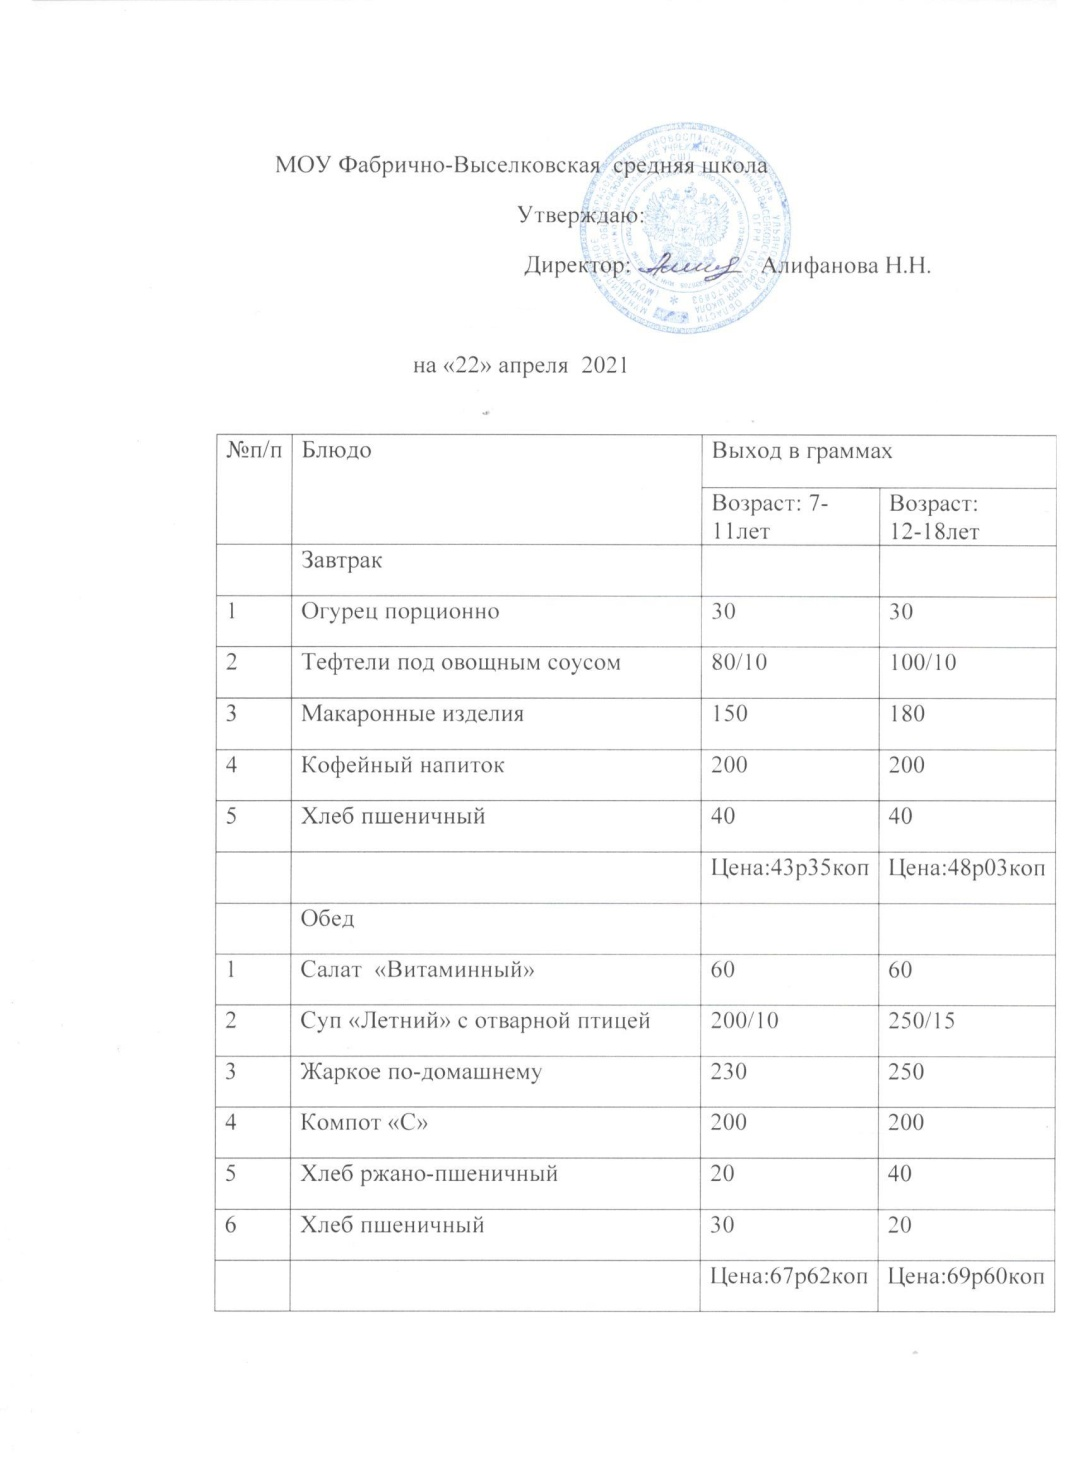 МОУ Фабрично-Выселковская средняя школа
Утверждаю:
Директор: Алифанова Н.Н.
на «22» апреля 2021
№п/п Блюдо Выход в граммах
Возраст: 7- Возраст:
11лет 12-18лет
Завтрак
1 Огурец порционно 30 30
2 Тефтели под овощным соусом 80/10 100/10
3 Макаронные изделия 150 180
4 Кофейный напиток 200 200
5 Хлеб пшеничный 40 40
Цена:43р35коп Цена:48р03коп
Обед
1 Салат «Витаминный» 60 60
2 Суп «Летний» с отварной птицей 200/10 250/15
3 Жаркое по-домашнему 230 250
4 Компот «С» 200 200
5 Хлеб ржано-пшеничный 20 40
6 Хлеб пшеничный 30 20
Цена:67р62коп Цена:69р60коп